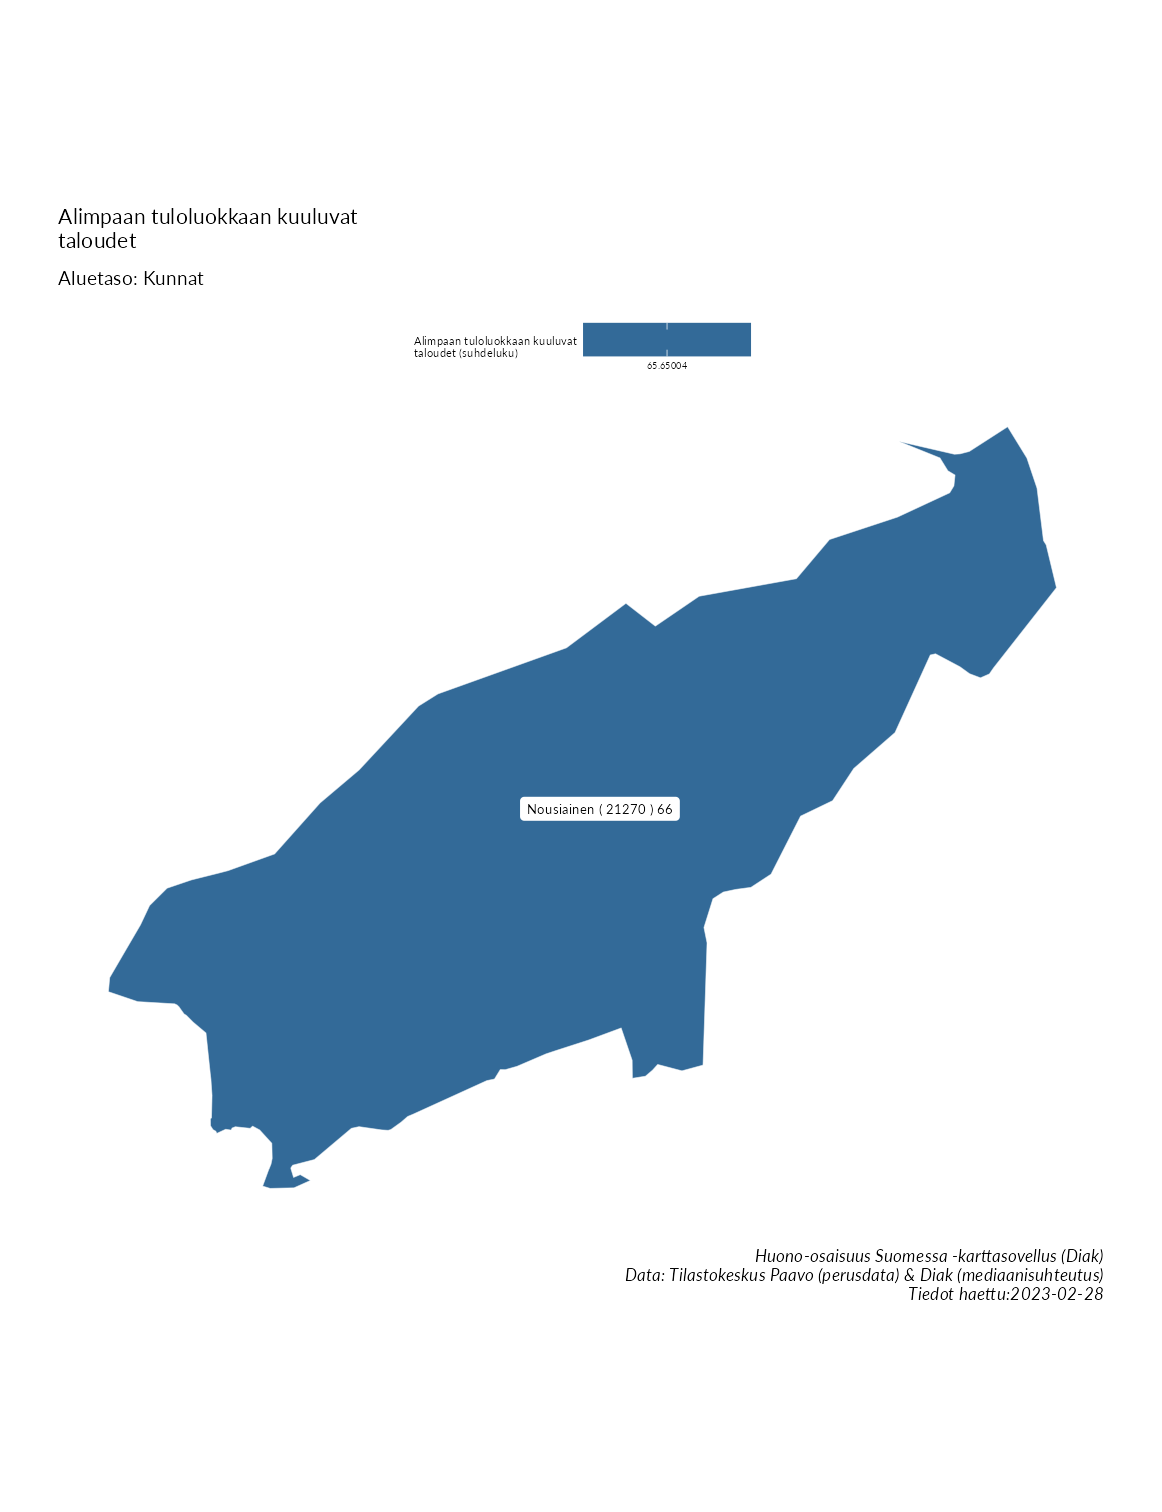 Alimpaan tuloluokkaan kuuluvat
taloudet
Aluetaso: Kunnat
Alimpaan tuloluokkaan kuuluvat
taloudet (suhdeluku)
65.65004
Nousiainen ( 21270 ) 66
Huono-osaisuus Suomessa -karttasovellus (Diak)
Data: Tilastokeskus Paavo (perusdata) & Diak (mediaanisuhteutus)
Tiedot haettu:2023-02-28